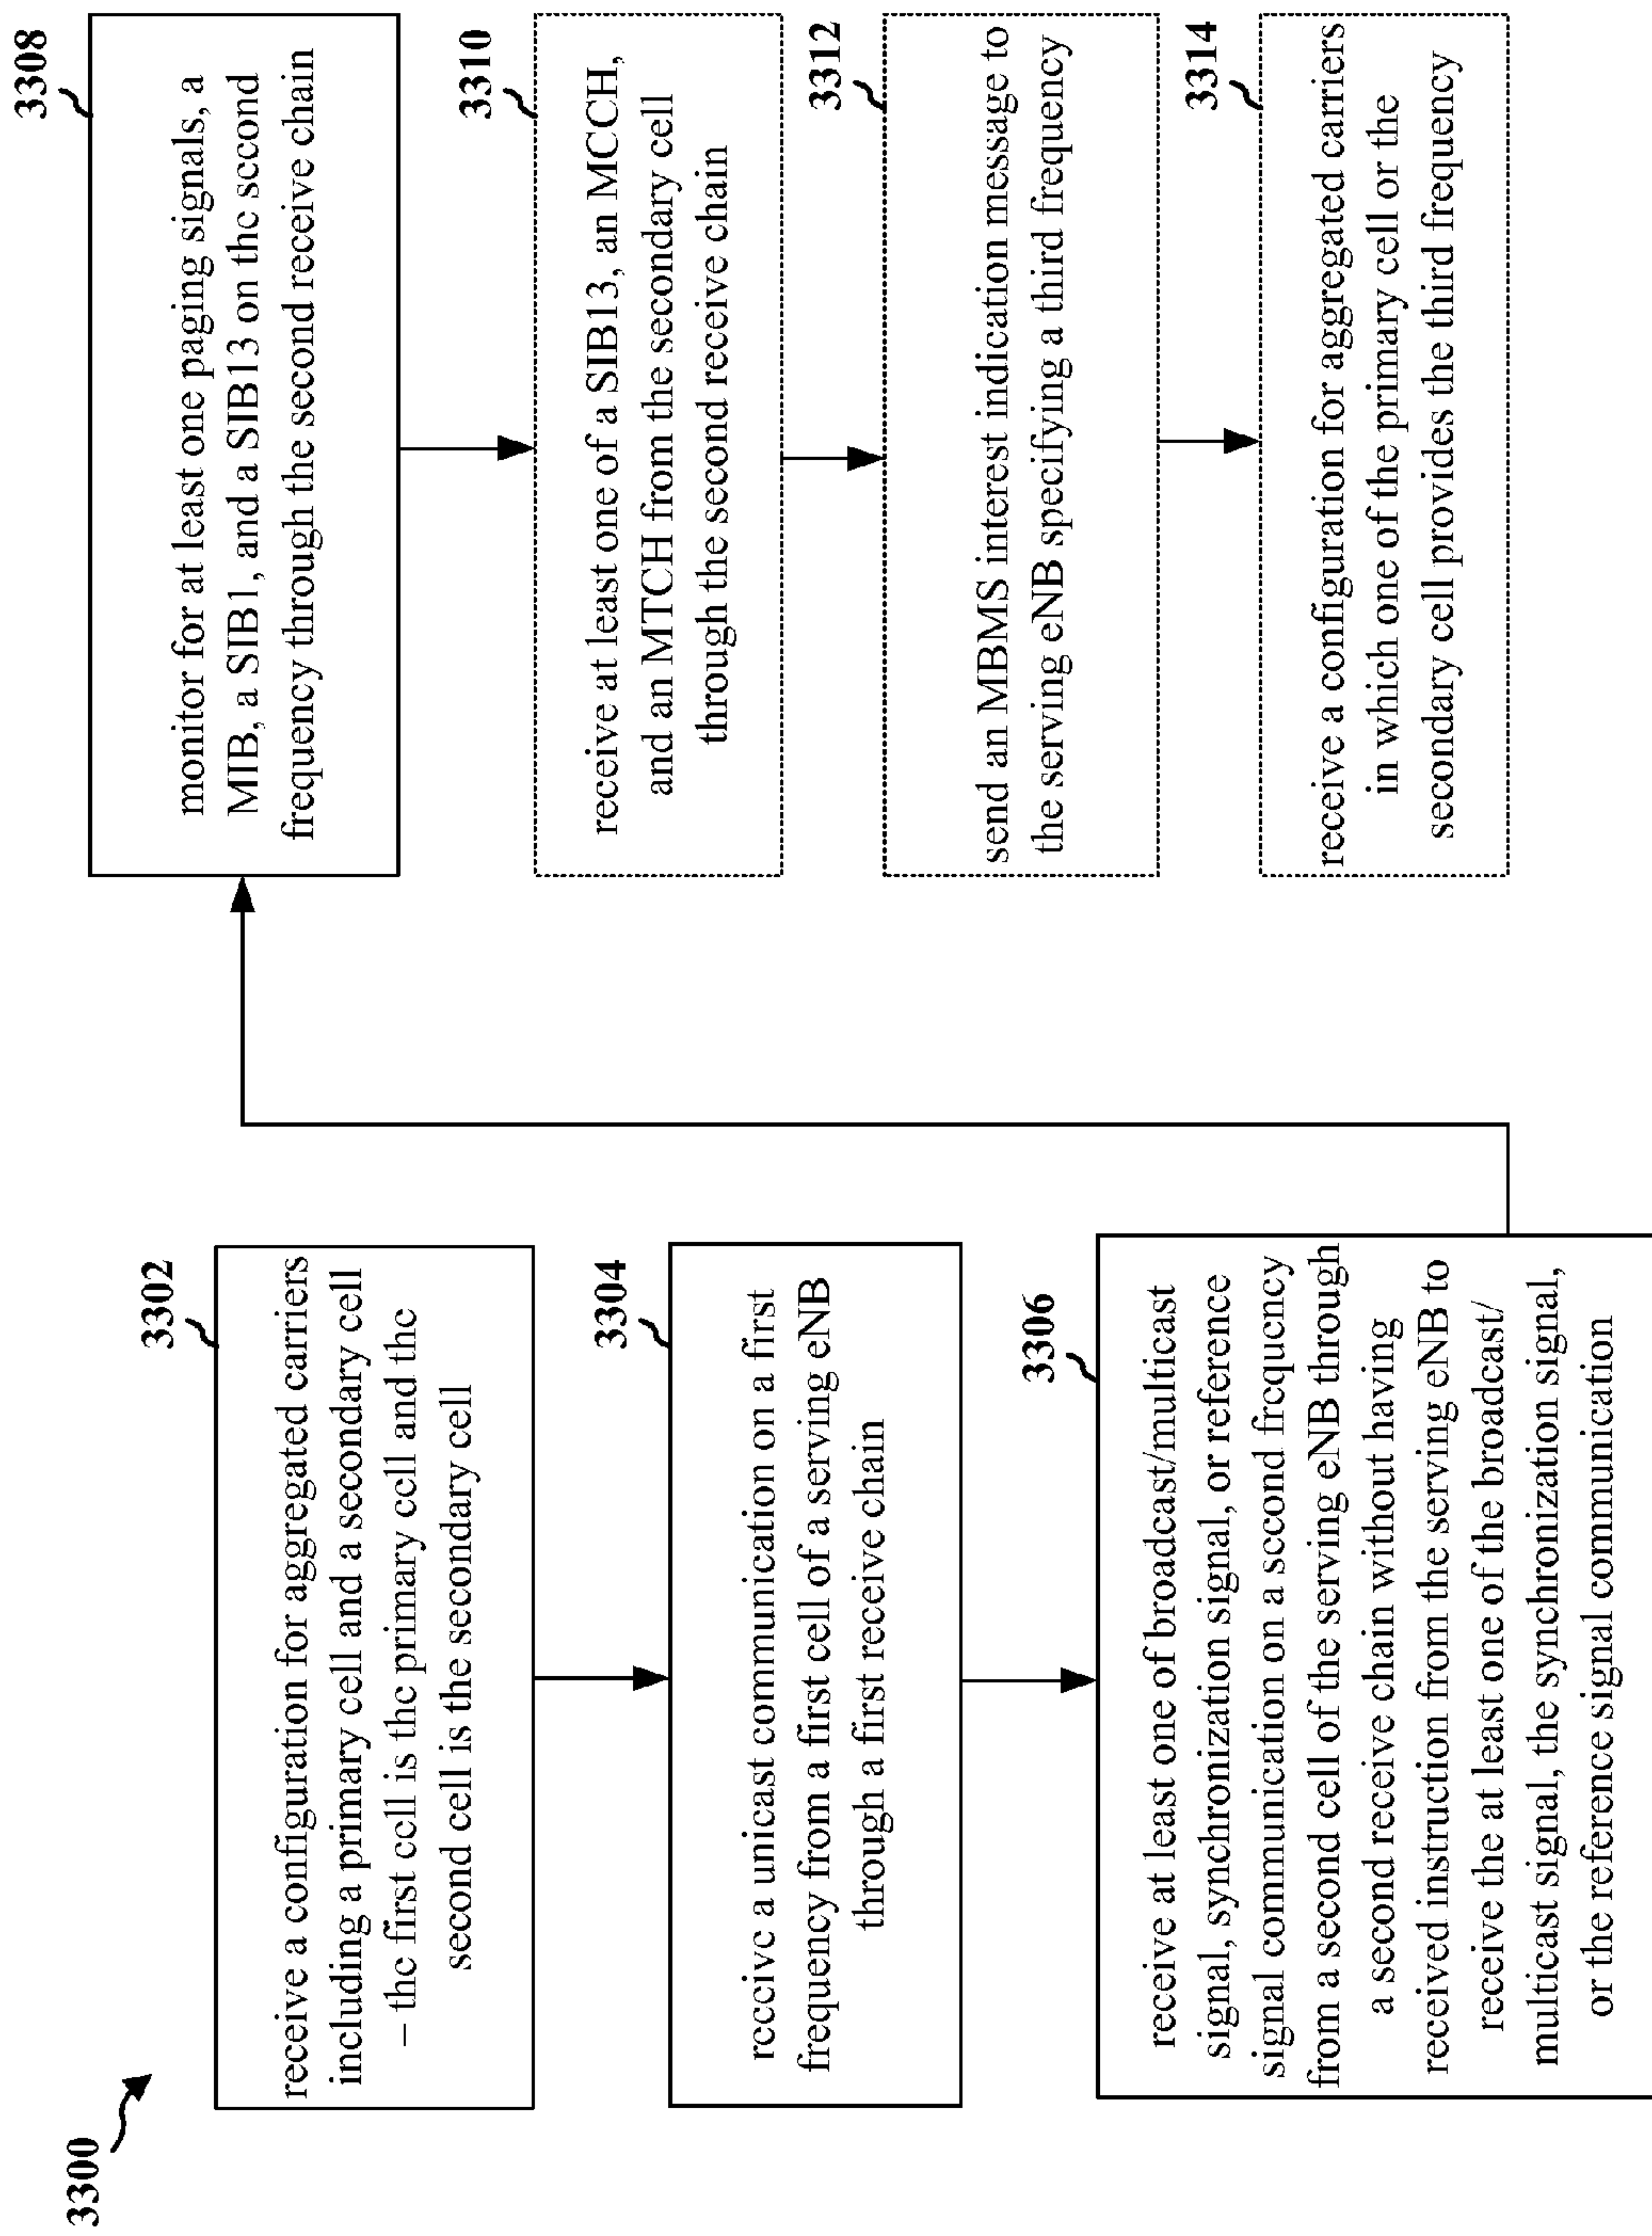 3300
3302
receive a configuration for aggregated carriers
including a primary cell and a secondary cell
– the first cell is the primary cell and the
second cell is the secondary cell
3304
receive a unicast communication on a first
frequency from a first cell of a serving eNB
through a first receive chain
3306
receive at least one of broadcast/multicast
signal, synchronization signal, or reference
signal communication on a second frequency
from a second cell of the serving eNB through
a second receive chain without having
received instruction from the serving eNB to
receive the at least one of the broadcast/
multicast signal, the synchronization signal,
or the reference signal communication
3308
monitor for at least one paging signals, a
MIB, a SIB1, and a SIB13 on the second
frequency through the second receive chain
3310
receive at least one of a SIB13, an MCCH,
and an MTCH from the secondary cell
through the second receive chain
3312
send an MBMS interest indication message to
the serving eNB specifying a third frequency
3314
receive a configuration for aggregated carriers
in which one of the primary cell or the
secondary cell provides the third frequency